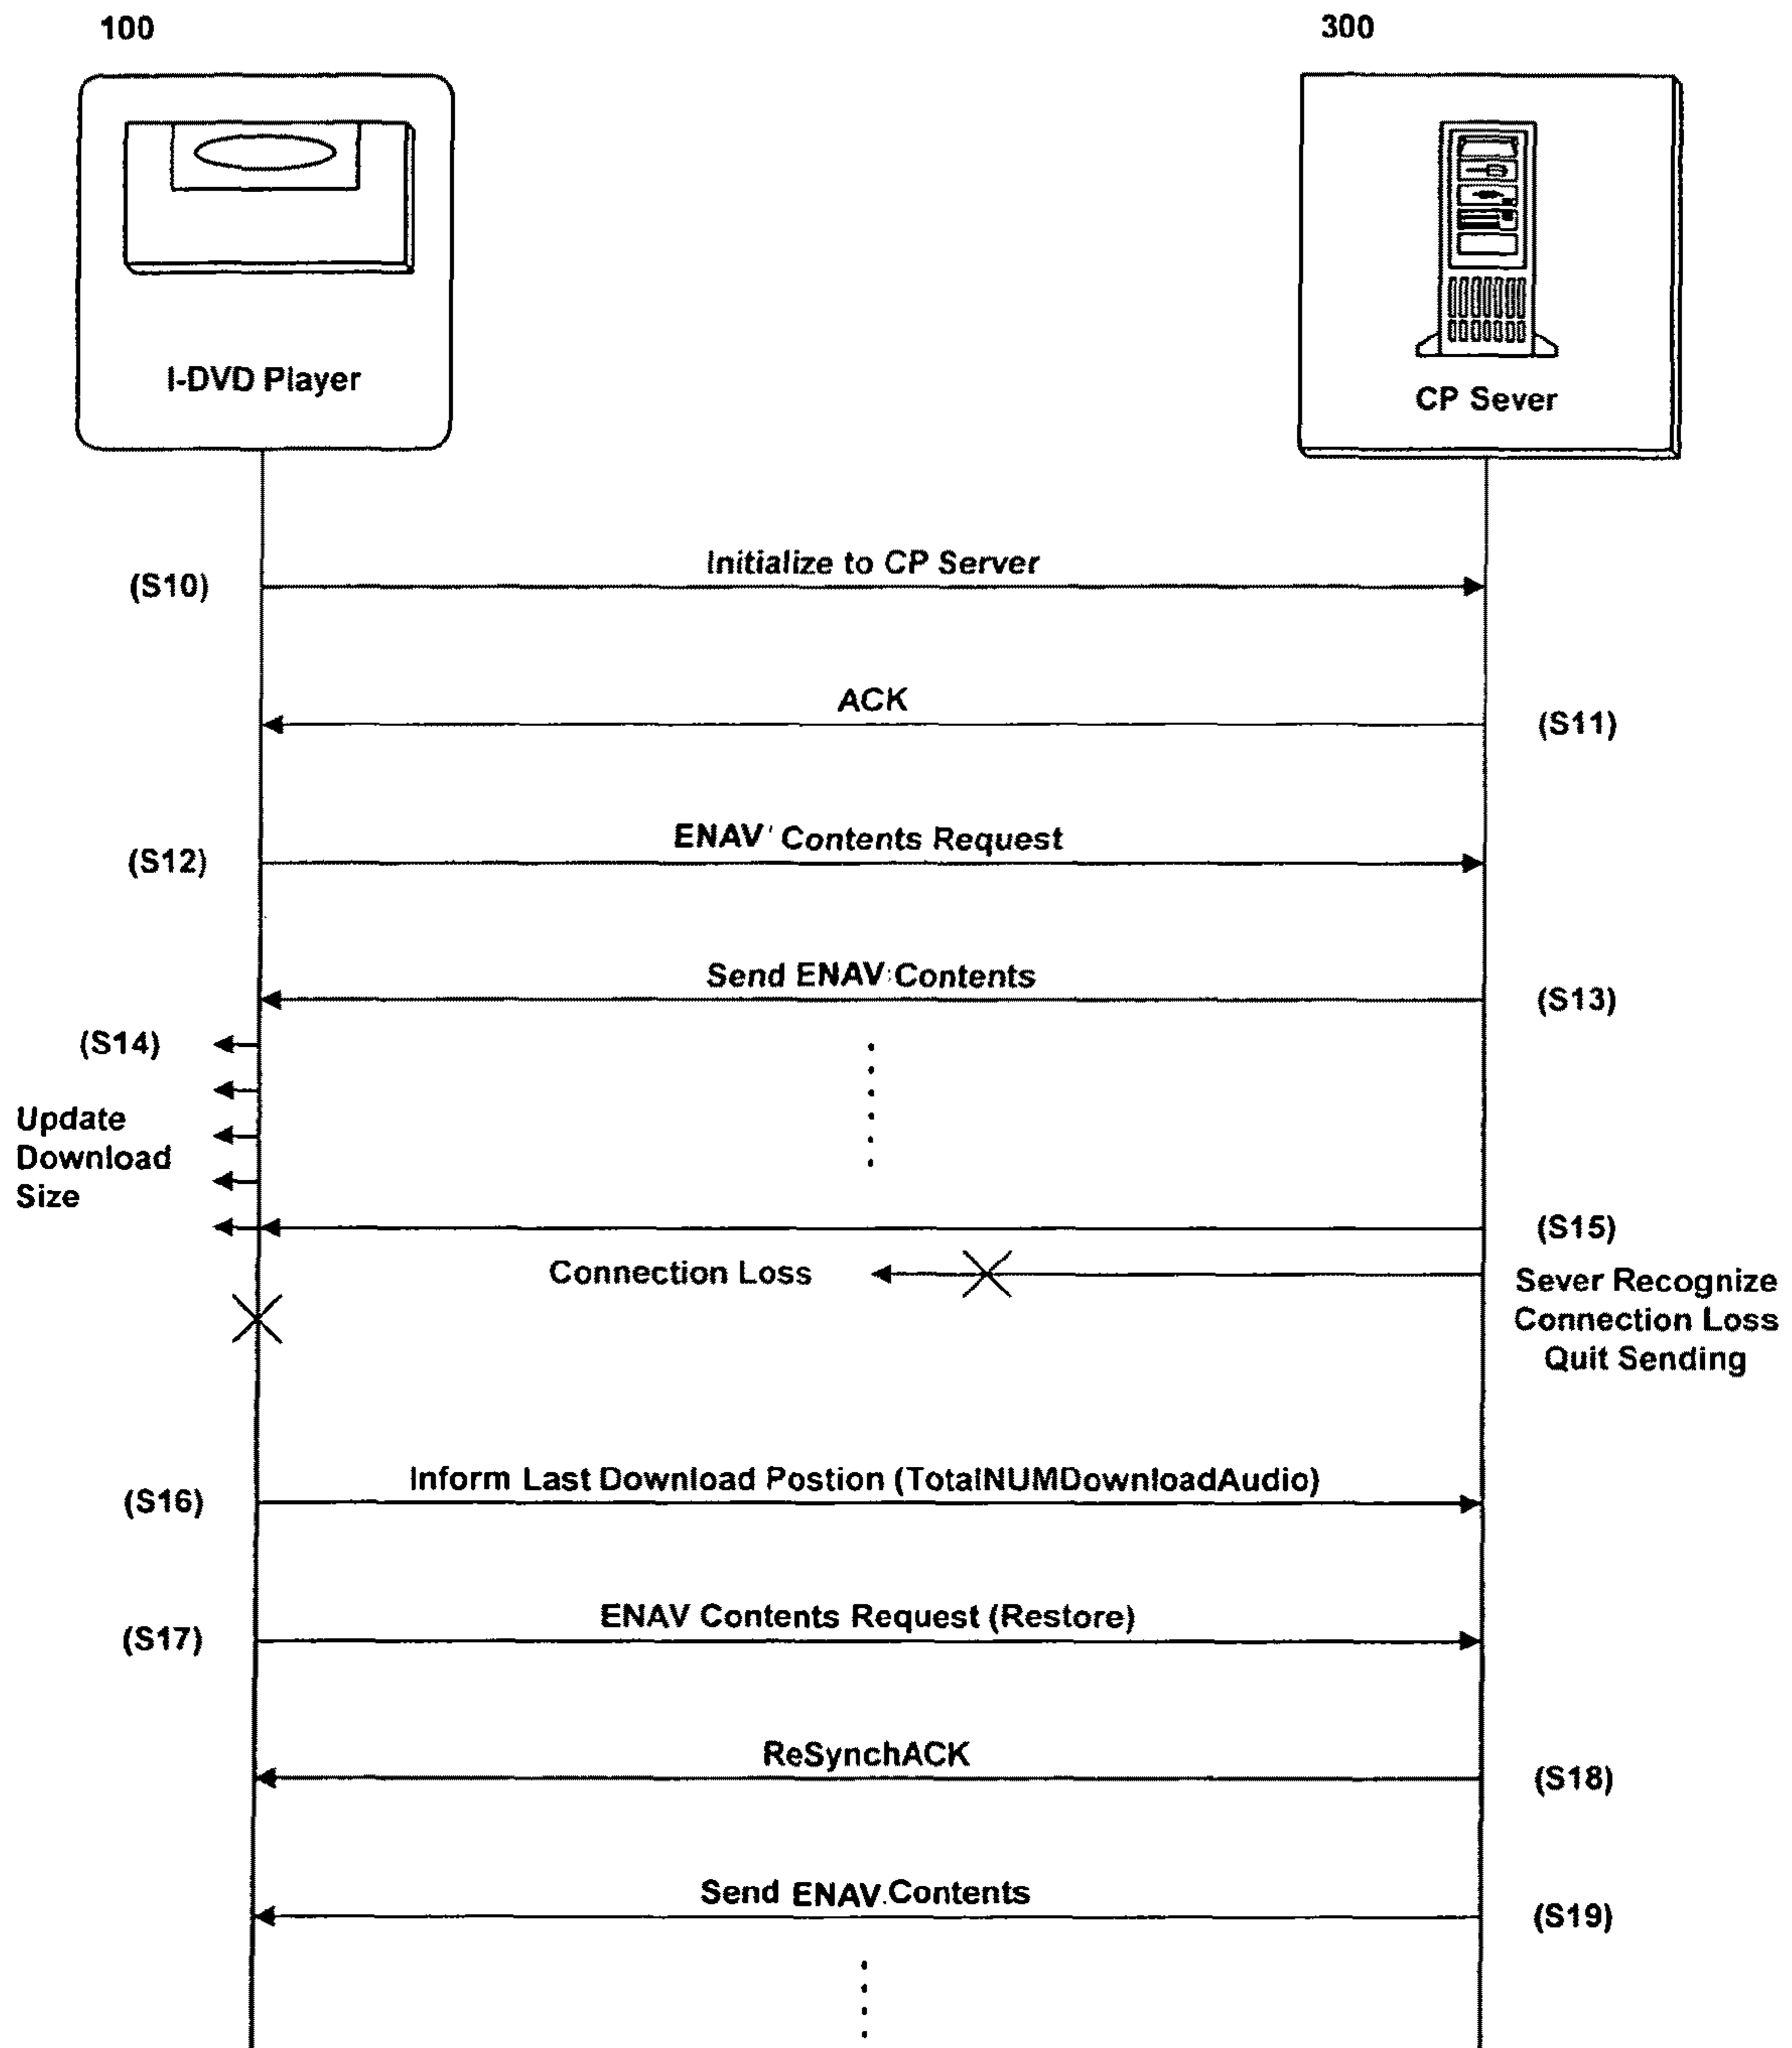 100
300
I-DVD Player
CP Sever
Initialize to CP Server
(S10)
ACK
(S11)
ENAV' Contents Request
(S12)
Send ENAV Contents
(S13)
(S14)
Update
Download
Size
(S15)
Connection Loss
Sever Recognize
Connection Loss
Quit Sending
Inform Last Download Postion (TotalNUMDownloadAudio)
(S16)
ENAV Contents Request (Restore)
(S17)
ReSynchACK
(S18)
Send ENAV Contents
(S19)